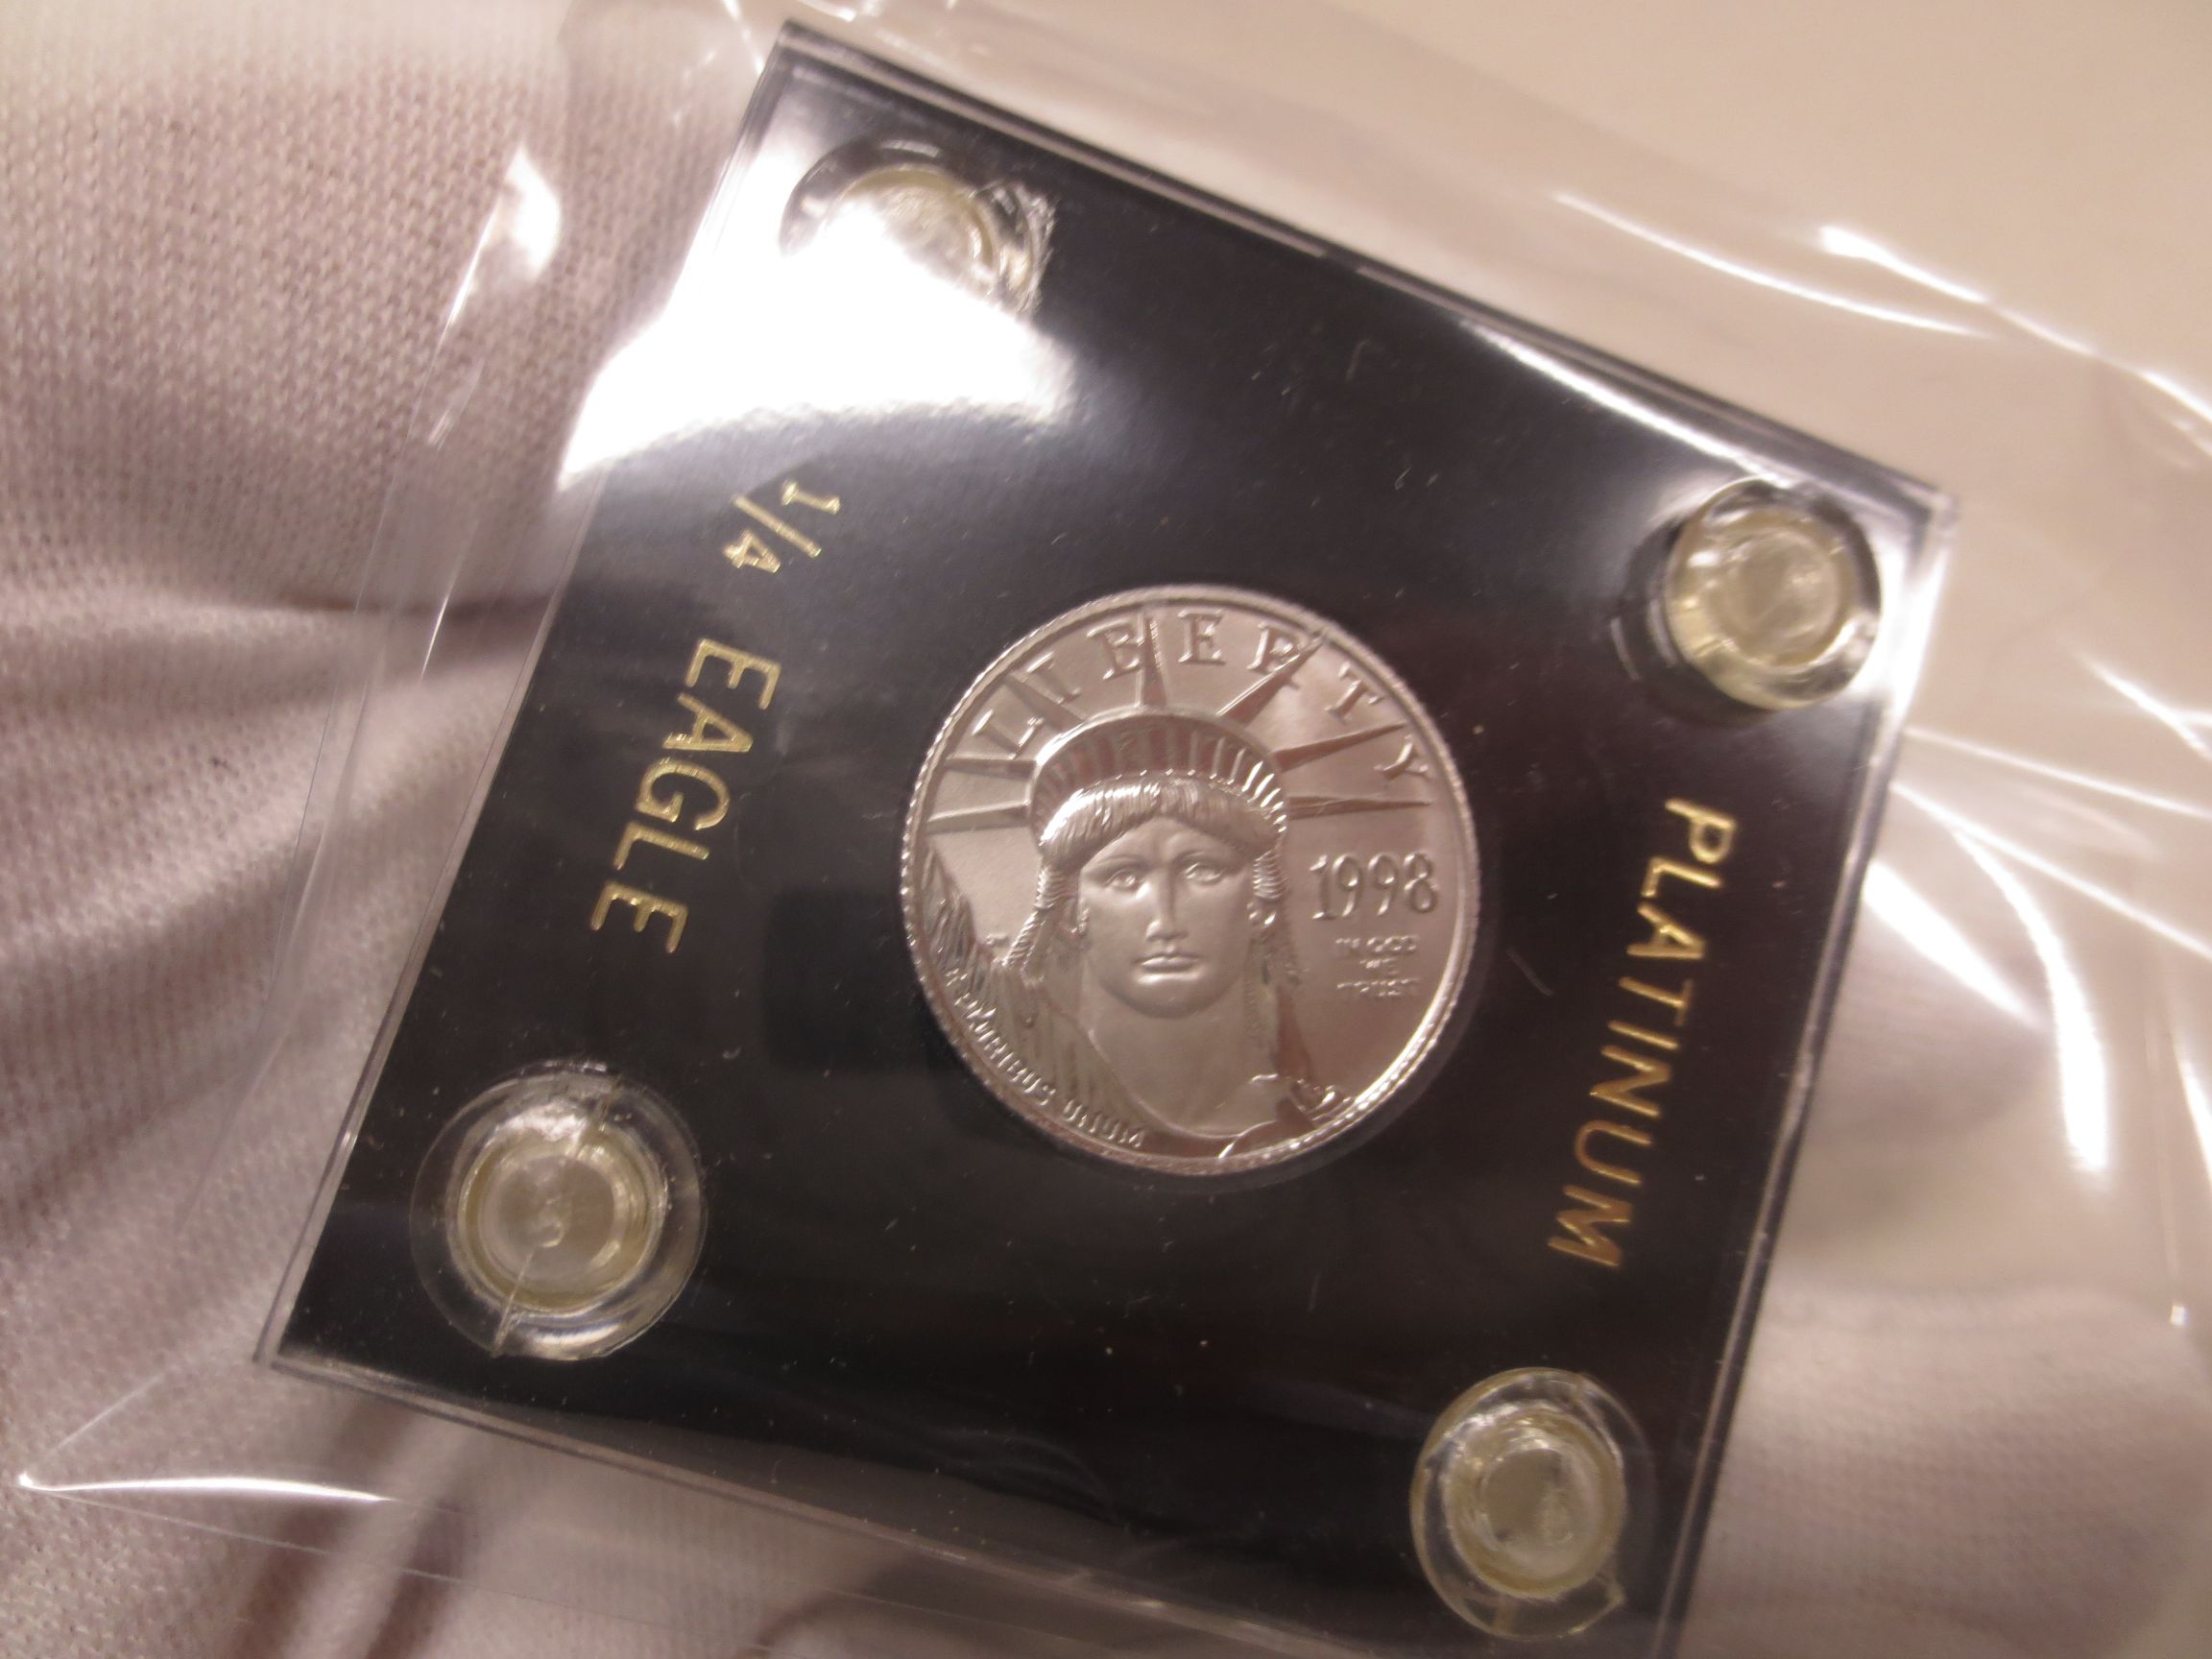 PLATINUM
LIBERTY
1998
IN GOD
WE
TRUST
E PLURIBUS UNUM
1/4 EAGLE